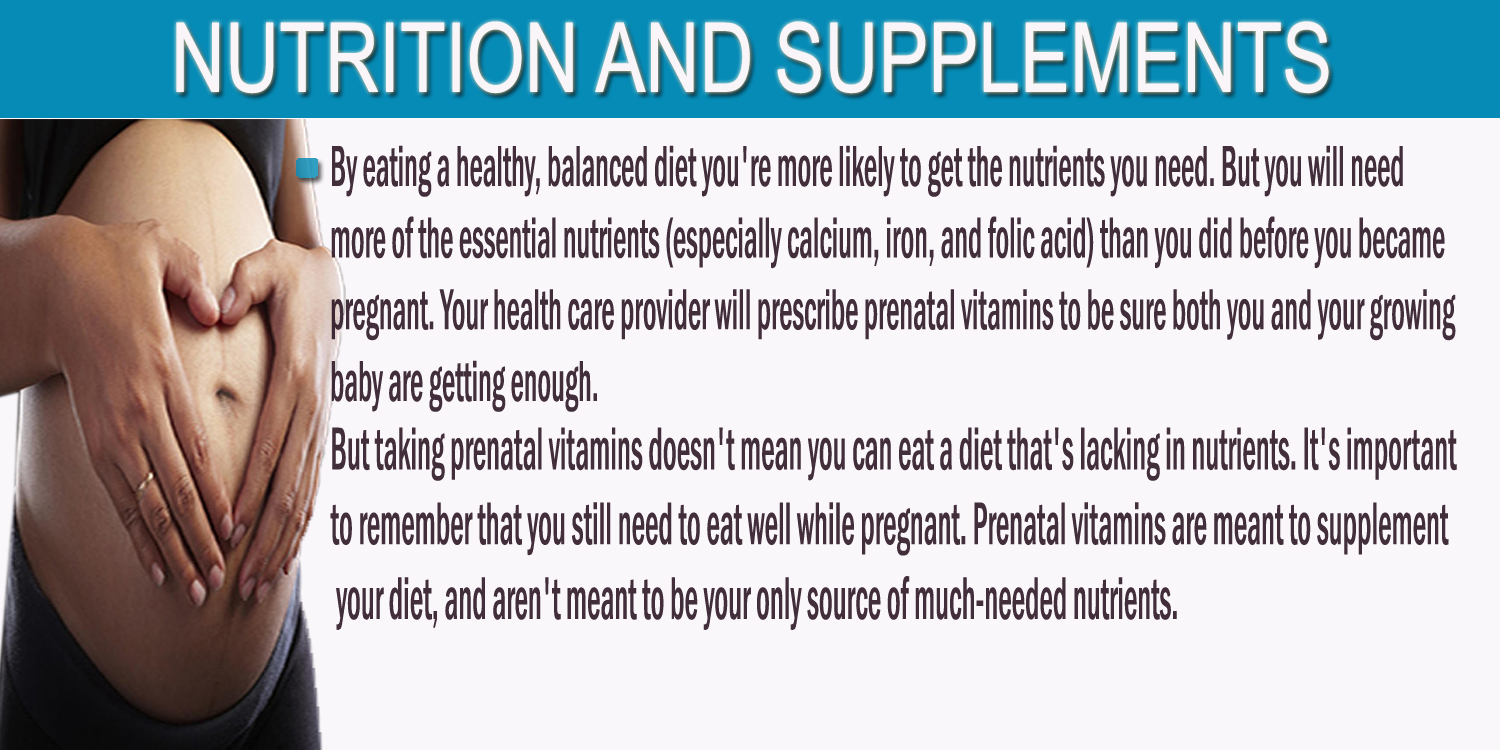 NUTRITION AND SUPPLEMENTS
By eating a healthy, balanced diet you're more likely to get the nutrients you need. But you will need
more of the essential nutrients (especially calcium, iron, and folic acid) than you did before you became
pregnant. Your health care provider will prescribe prenatal vitamins to be sure both you and your growing
baby are getting enough.
But taking prenatal vitamins doesn't mean you can eat a diet that's lacking in nutrients. It's important
to remember that you still need to eat well while pregnant. Prenatal vitamins are meant to supplement
your diet, and aren't meant to be your only source of much-needed nutrients.